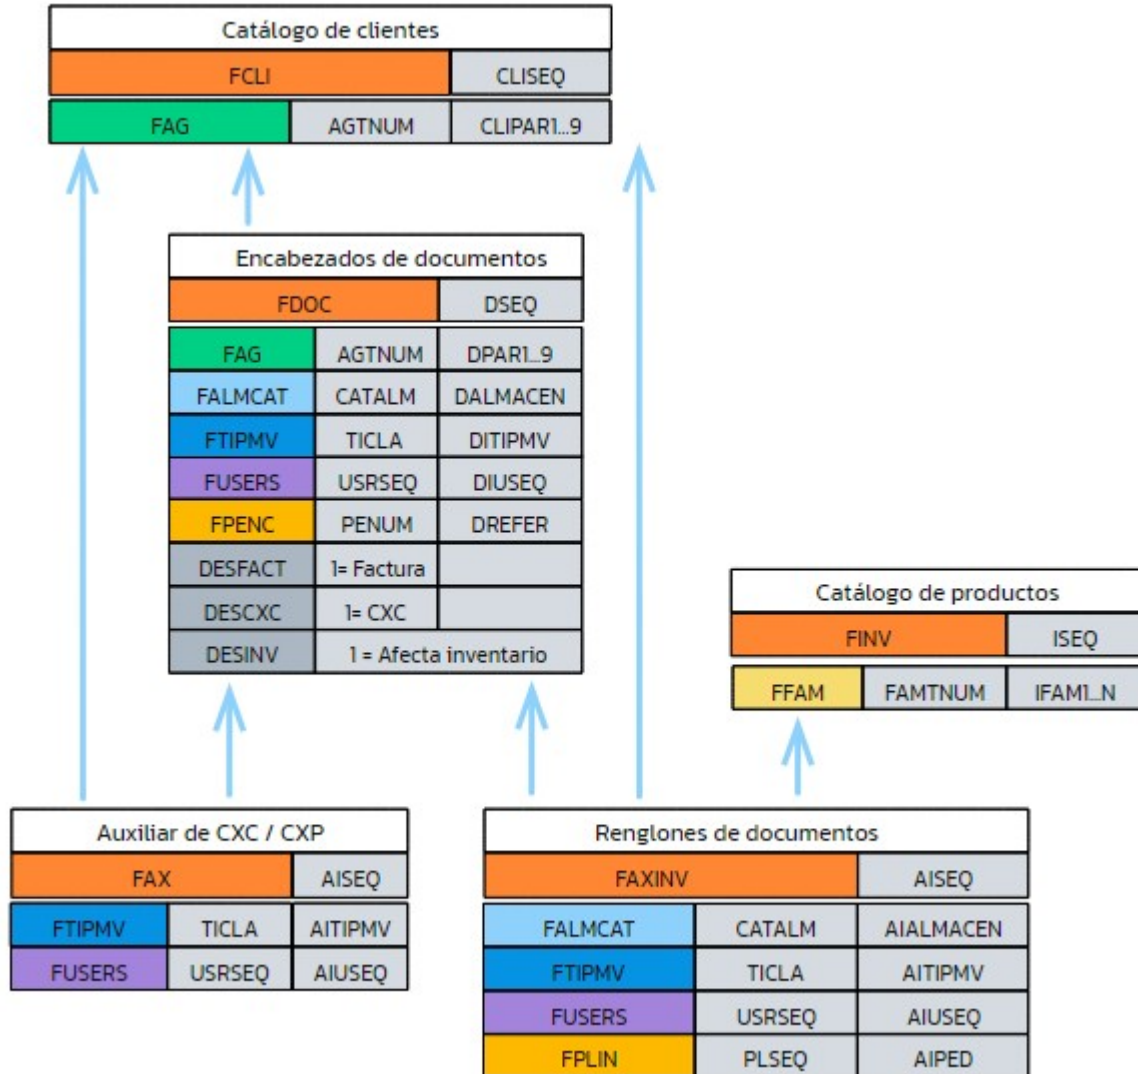 Catálogo de clientes
FCLI CLISEQ
FAG AGTNUM CLIPAR1...9
Encabezados de documentos
FDOC DSEQ
FAG AGTNUM DPAR1...9
FALMCAT CATALM DALMACEN
FTIPMV TICLA DITIPMV
FUSERS USRSEQ DIUSEQ
FPENC PENUM DREFER
DESFACT 1= Factura
DESCXC 1= CXC
DESINV 1 = Afecta inventario
Catálogo de productos
FINV ISEQ
FFAM FAMTNUM IFAM1...N
Auxiliar de CXC / CXP
FAX AISEQ
FTIPMV TICLA AITIPMV
FUSERS USRSEQ AIUSEQ
Renglones de documentos
FAXINV AISEQ
FALMCAT CATALM AIALMACEN
FTIPMV TICLA AITIPMV
FUSERS USRSEQ AIUSEQ
FPLIN PLSEQ AIPED